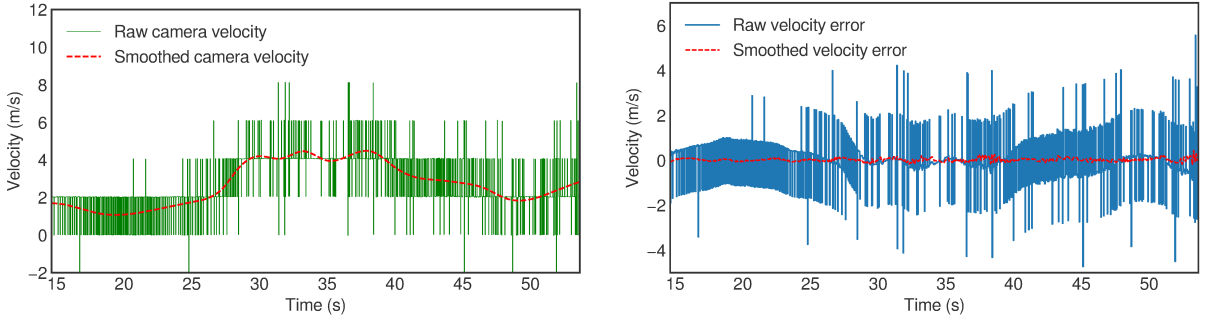 12
10
8
6
4
2
0
−2
Velocity (m/s)
Raw camera velocity
Smoothed camera velocity
15 20 25 30 35 40 45 50
Time (s)
6
4
2
0
−2
−4
Velocity (m/s)
Raw velocity error
Smoothed velocity error
15 20 25 30 35 40 45 50
Time (s)